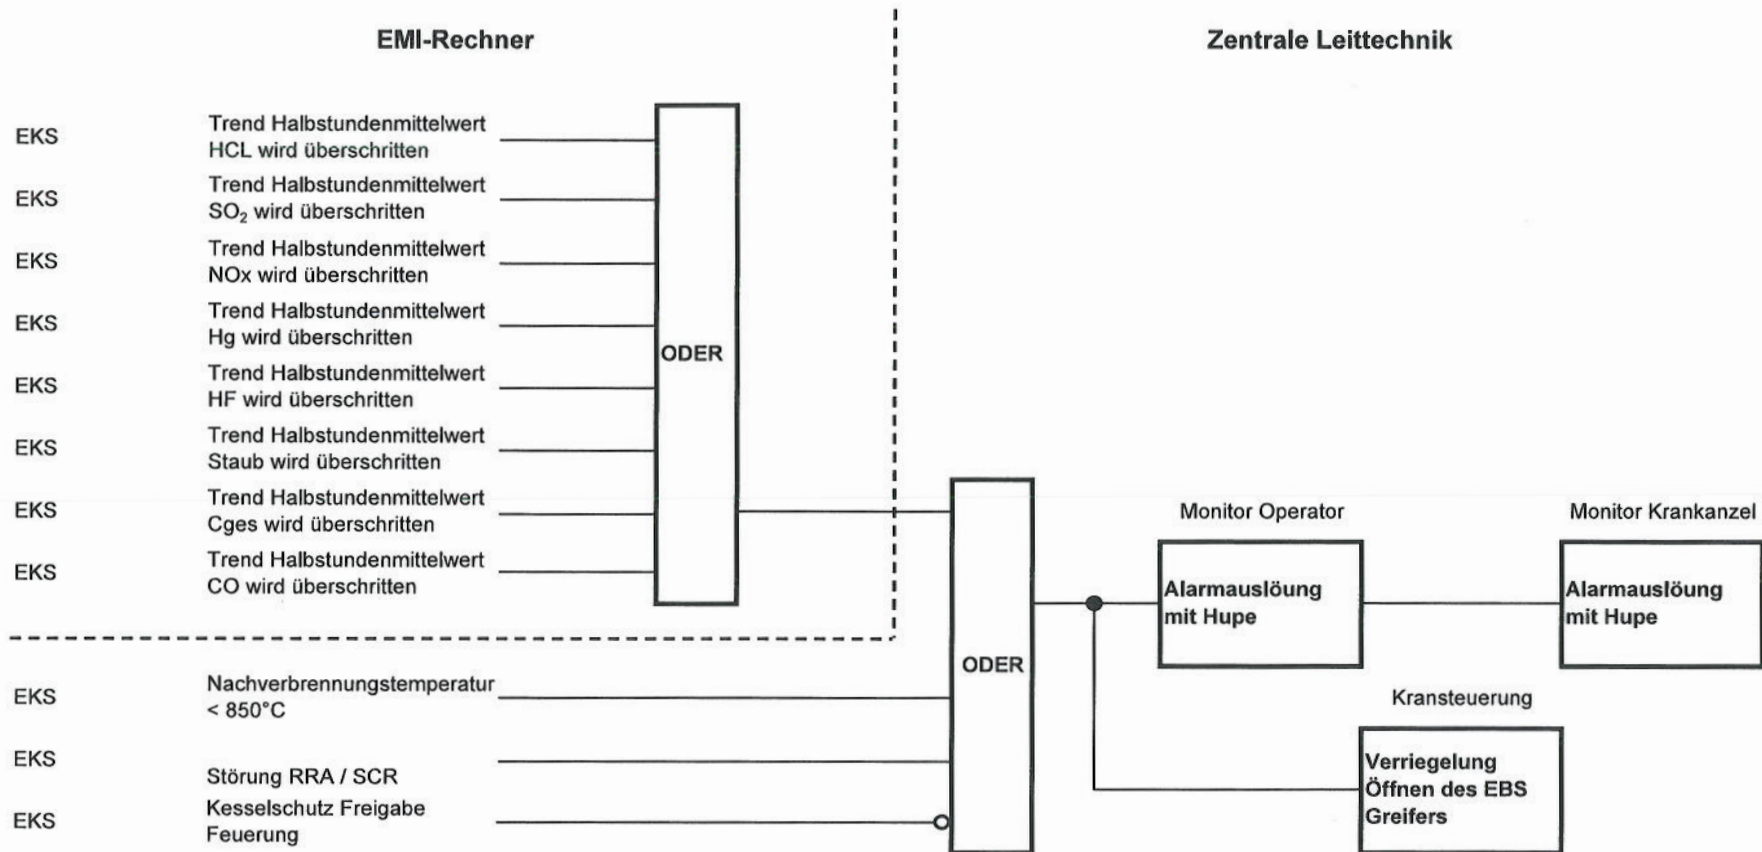 EMI-Rechner
Zentrale Leittechnik
EKS
Trend Halbstundenmittelwert
HCL wird überschritten
EKS
Trend Halbstundenmittelwert
SO₂ wird überschritten
EKS
Trend Halbstundenmittelwert
NOx wird überschritten
EKS
Trend Halbstundenmittelwert
Hg wird überschritten
ODER
EKS
Trend Halbstundenmittelwert
HF wird überschritten
EKS
Trend Halbstundenmittelwert
Staub wird überschritten
EKS
Trend Halbstundenmittelwert
Cges wird überschritten
EKS
Trend Halbstundenmittelwert
CO wird überschritten
Monitor Operator
Alarmauslöung
mit Hupe
Monitor Krankanzel
Alarmauslöung
mit Hupe
ODER
EKS
Nachverbrennungstemperatur
< 850°C
EKS
Störung RRA / SCR
EKS
Kesselschutz Freigabe
Feuerung
Kransteuerung
Verriegelung
Öffnen des EBS
Greifers